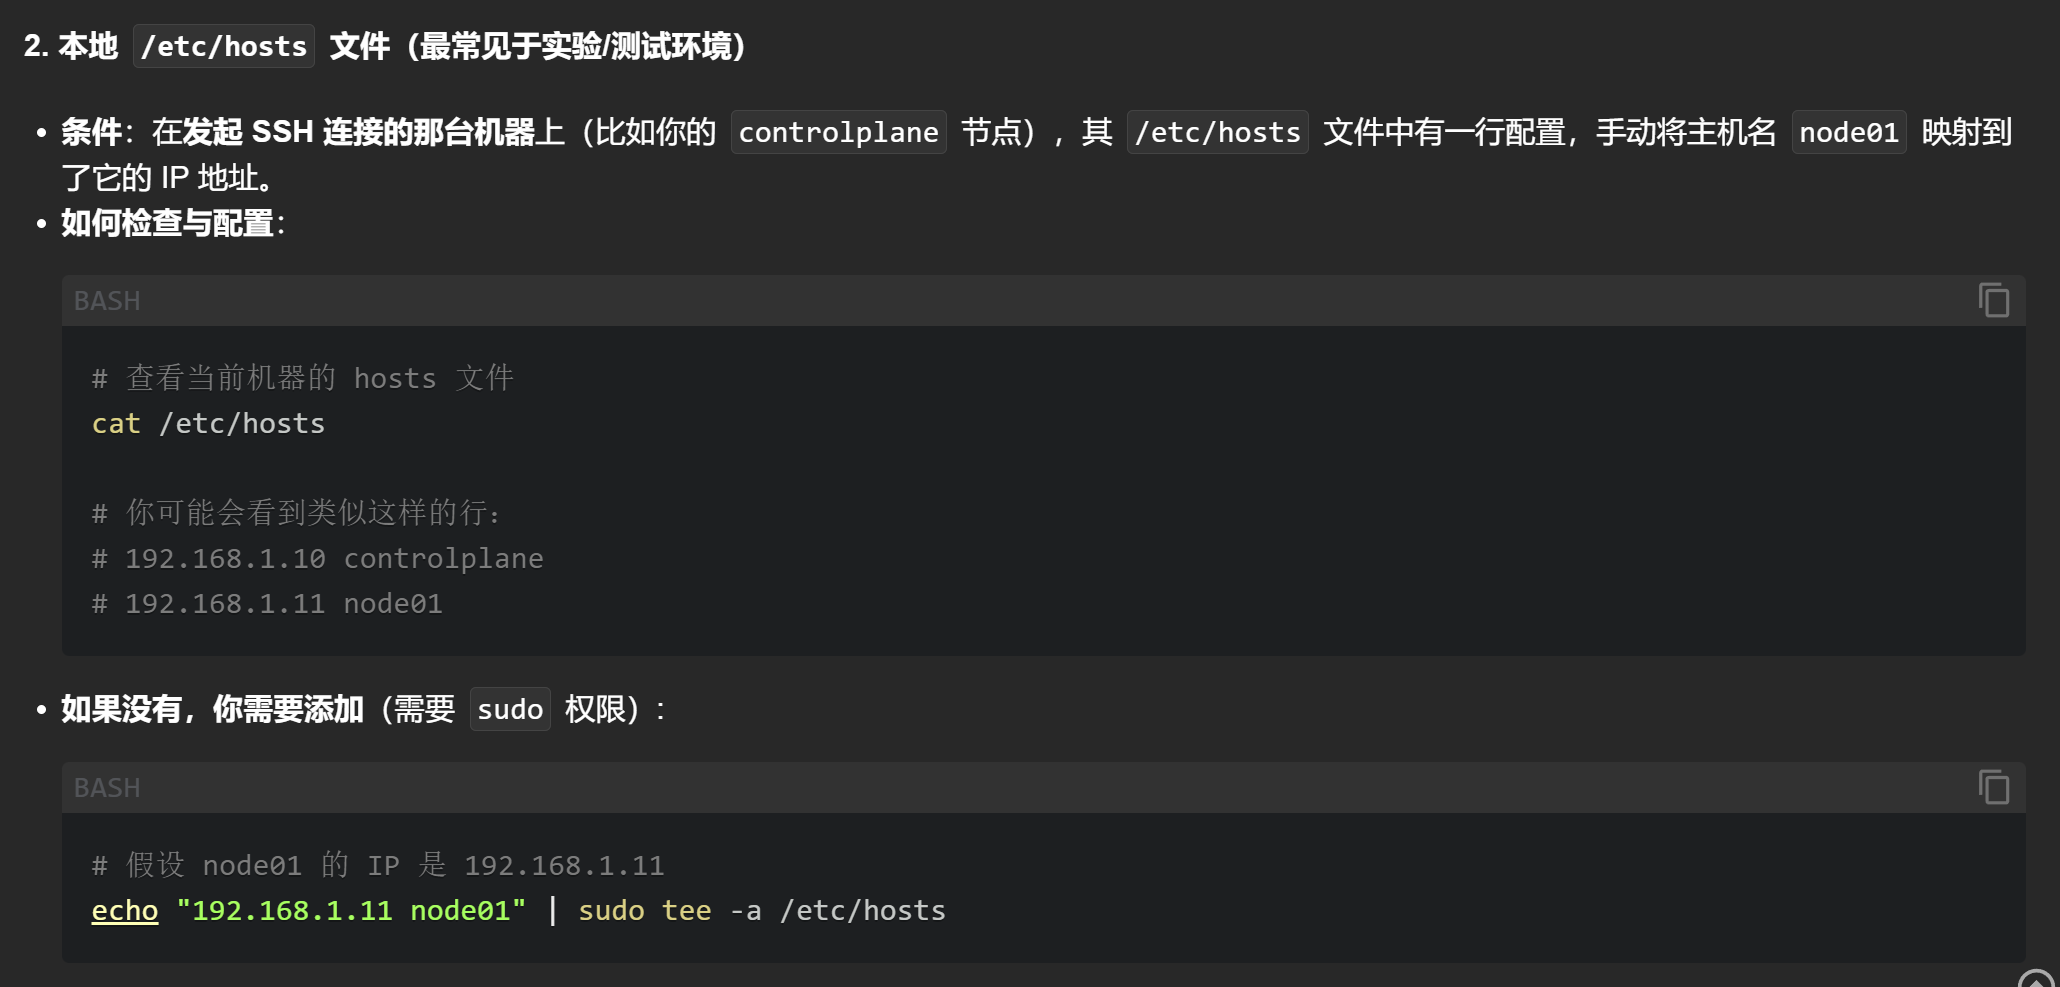 2. 本地 /etc/hosts 文件（最常见于实验/测试环境）
• 条件：在发起 SSH 连接的那台机器上（比如你的 controlplane 节点），其 /etc/hosts 文件中有一行配置，手动将主机名 node01 映射到
了它的 IP 地址。
• 如何检查与配置：
BASH
# 查看当前机器的 hosts 文件
cat /etc/hosts
# 你可能会看到类似这样的行：
# 192.168.1.10 controlplane
# 192.168.1.11 node01
• 如果没有，你需要添加（需要 sudo 权限）：
BASH
# 假设 node01 的 IP 是 192.168.1.11
echo "192.168.1.11 node01" | sudo tee -a /etc/hosts